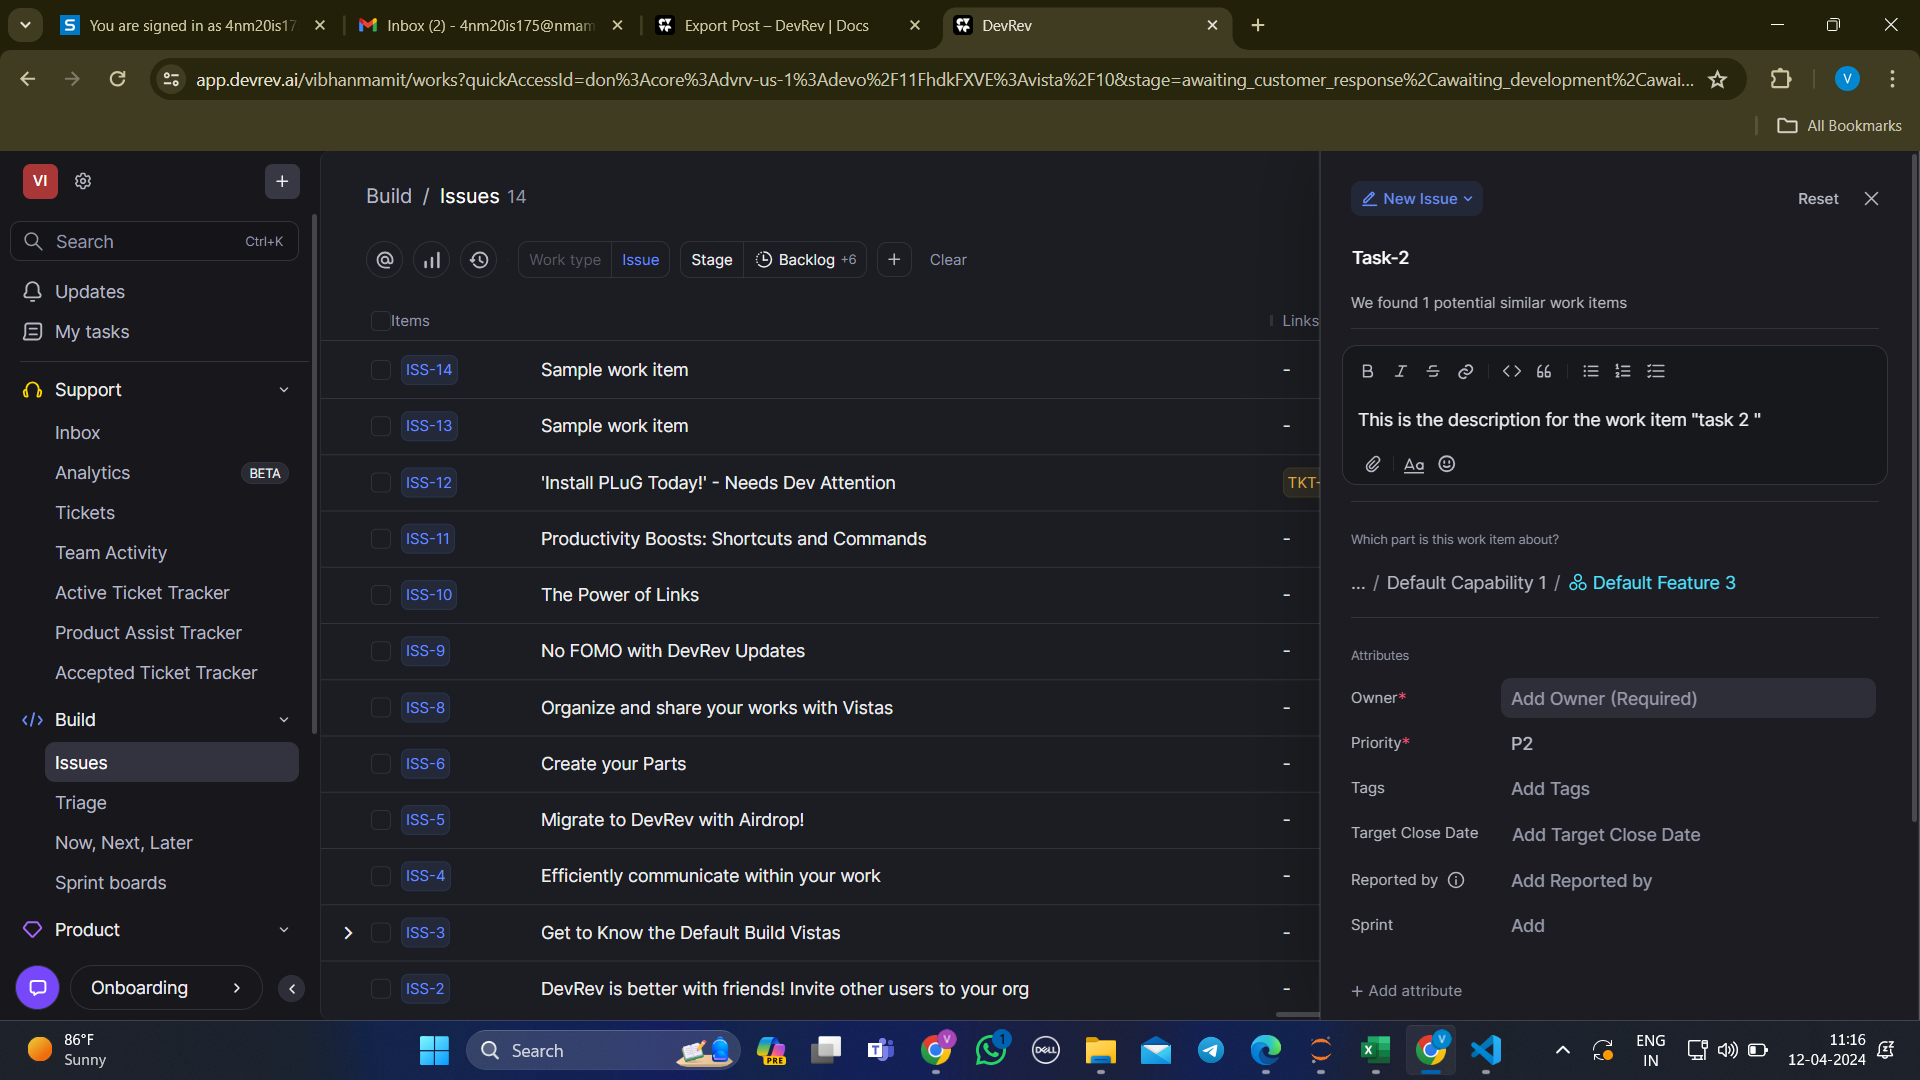 You are signed in as 4nm20is17
Inbox (2) - 4nm20is175@nmam
Export Post – DevRev | Docs
DevRev
app.devrev.ai/vibhanmamit/works?quickAccessId=don%3Acore%3Advrv-us-1%3Adevo%2F11FhdkFXVE%3Avista%2F10&stage=awaiting_customer_response%2Cawaiting_development%2Cawai...
V
All Bookmarks
VI
Search
Ctrl+K
Updates
My tasks
Support
Inbox
Analytics
BETA
Tickets
Team Activity
Active Ticket Tracker
Product Assist Tracker
Accepted Ticket Tracker
Build
Issues
Triage
Now, Next, Later
Sprint boards
Product
Onboarding
Build / Issues 14
Work type Issue Stage Backlog +6 Clear
Items Links
ISS-14 Sample work item -
ISS-13 Sample work item -
ISS-12 'Install PLuG Today!' - Needs Dev Attention TKT-
ISS-11 Productivity Boosts: Shortcuts and Commands -
ISS-10 The Power of Links -
ISS-9 No FOMO with DevRev Updates -
ISS-8 Organize and share your works with Vistas -
ISS-6 Create your Parts -
ISS-5 Migrate to DevRev with Airdrop! -
ISS-4 Efficiently communicate within your work -
ISS-3 Get to Know the Default Build Vistas -
ISS-2 DevRev is better with friends! Invite other users to your org -
New Issue
Reset
Task-2
We found 1 potential similar work items
This is the description for the work item "task 2 "
Aa
Which part is this work item about?
... / Default Capability 1 / Default Feature 3
Attributes
Owner* Add Owner (Required)
Priority* P2
Tags Add Tags
Target Close Date Add Target Close Date
Reported by Add Reported by
Sprint Add
+ Add attribute
86°F
Sunny
Search
PRE
V
1
DELL
V
ENG
IN
11:16
12-04-2024